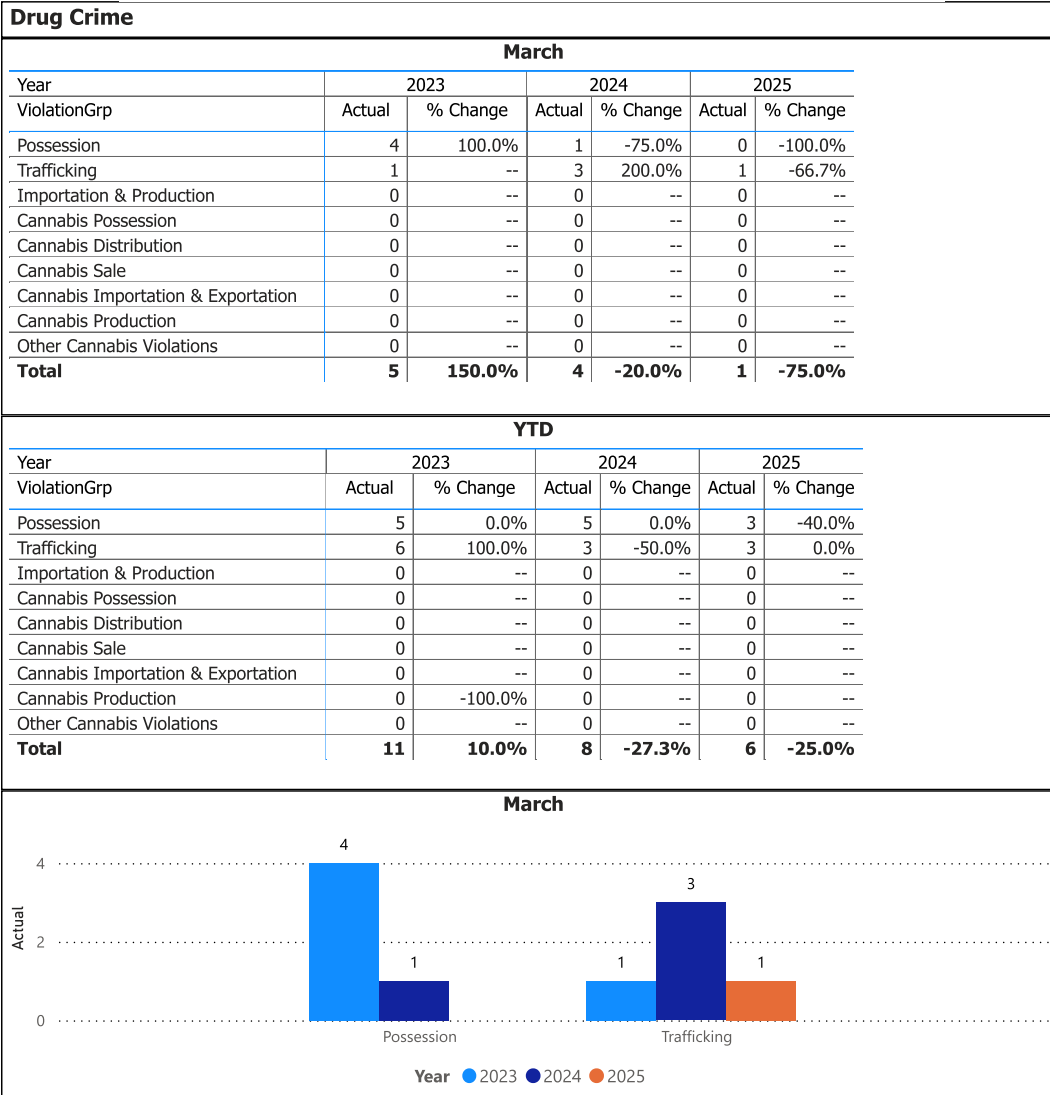 Drug Crime
March
Year 2023 2024 2025
ViolationGrp Actual % Change Actual % Change Actual % Change
Possession 4 100.0% 1 -75.0% 0 -100.0%
Trafficking 1 -- 3 200.0% 1 -66.7%
Importation & Production 0 -- 0 -- 0 --
Cannabis Possession 0 -- 0 -- 0 --
Cannabis Distribution 0 -- 0 -- 0 --
Cannabis Sale 0 -- 0 -- 0 --
Cannabis Importation & Exportation 0 -- 0 -- 0 --
Cannabis Production 0 -- 0 -- 0 --
Other Cannabis Violations 0 -- 0 -- 0 --
Total 5 150.0% 4 -20.0% 1 -75.0%
YTD
Year 2023 2024 2025
ViolationGrp Actual % Change Actual % Change Actual % Change
Possession 5 0.0% 5 0.0% 3 -40.0%
Trafficking 6 100.0% 3 -50.0% 3 0.0%
Importation & Production 0 -- 0 -- 0 --
Cannabis Possession 0 -- 0 -- 0 --
Cannabis Distribution 0 -- 0 -- 0 --
Cannabis Sale 0 -- 0 -- 0 --
Cannabis Importation & Exportation 0 -- 0 -- 0 --
Cannabis Production 0 -100.0% 0 -- 0 --
Other Cannabis Violations 0 -- 0 -- 0 --
Total 11 10.0% 8 -27.3% 6 -25.0%
March
4
4
3
Actual
2
1
1
1
0
Possession Trafficking
Year 2023 2024 2025